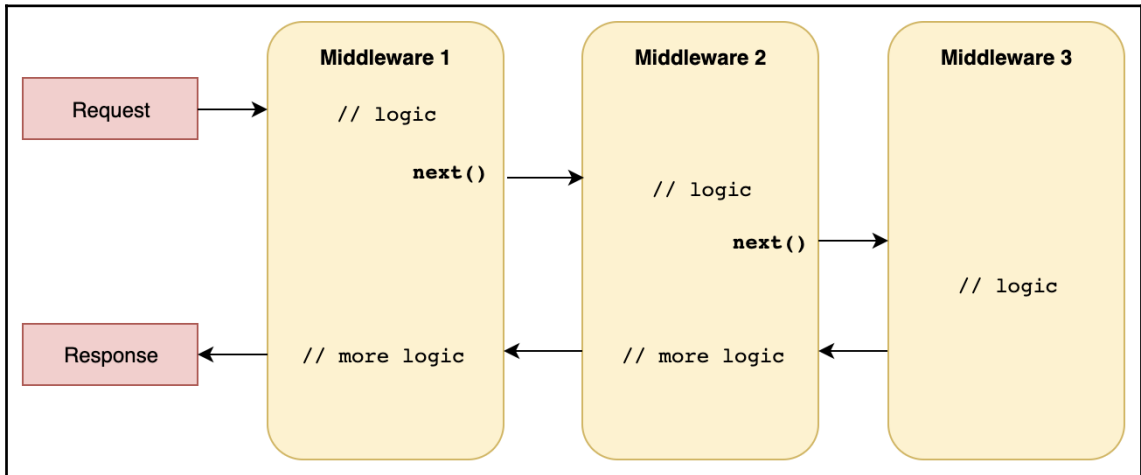 Middleware 1
Middleware 2
Middleware 3
Request
// logic
next()
// logic
next()
// logic
Response
// more logic
// more logic